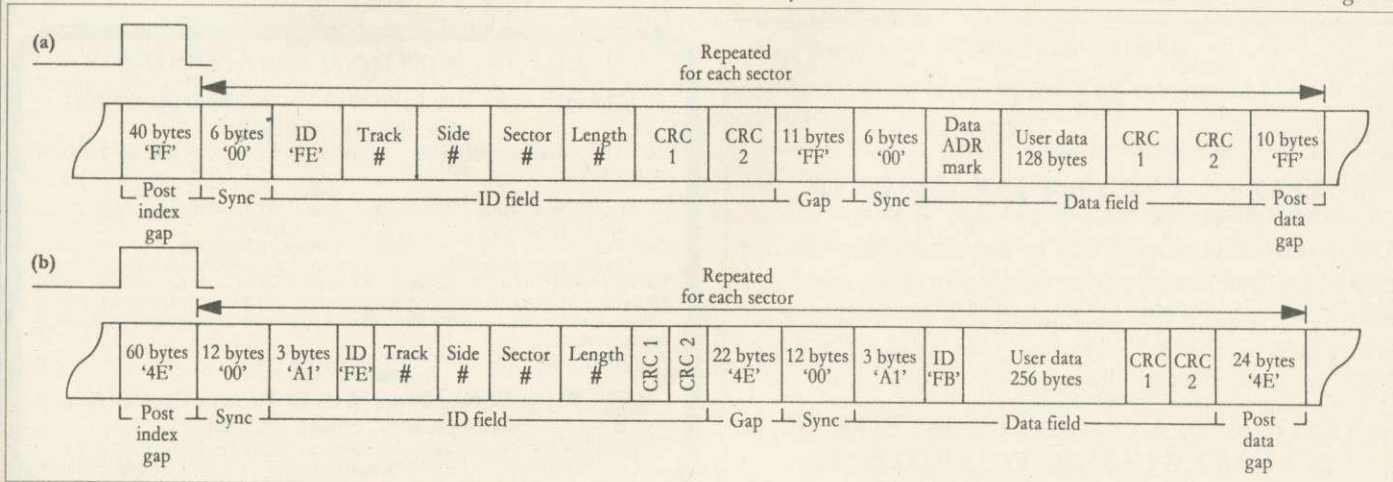 (a)
Repeated
for each sector
40 bytes
‘FF’
6 bytes
‘00’
ID
‘FE’
Track
#
Side
#
Sector
#
Length
#
CRC
1
CRC
2
11 bytes
‘FF’
6 bytes
‘00’
Data
ADR
mark
User data
128 bytes
CRC
1
CRC
2
10 bytes
‘FF’
Post
index
gap
Sync
ID field
Gap
Sync
Data field
Post
data
gap
(b)
Repeated
for each sector
60 bytes
‘4E’
12 bytes
‘00’
3 bytes
‘A1’
ID
‘FE’
Track
#
Side
#
Sector
#
Length
#
CRC 1
CRC 2
22 bytes
‘4E’
12 bytes
‘00’
3 bytes
‘A1’
ID
‘FB’
User data
256 bytes
CRC
1
CRC
2
24 bytes
‘4E’
Post
index
gap
Sync
ID field
Gap
Sync
Data field
Post
data
gap